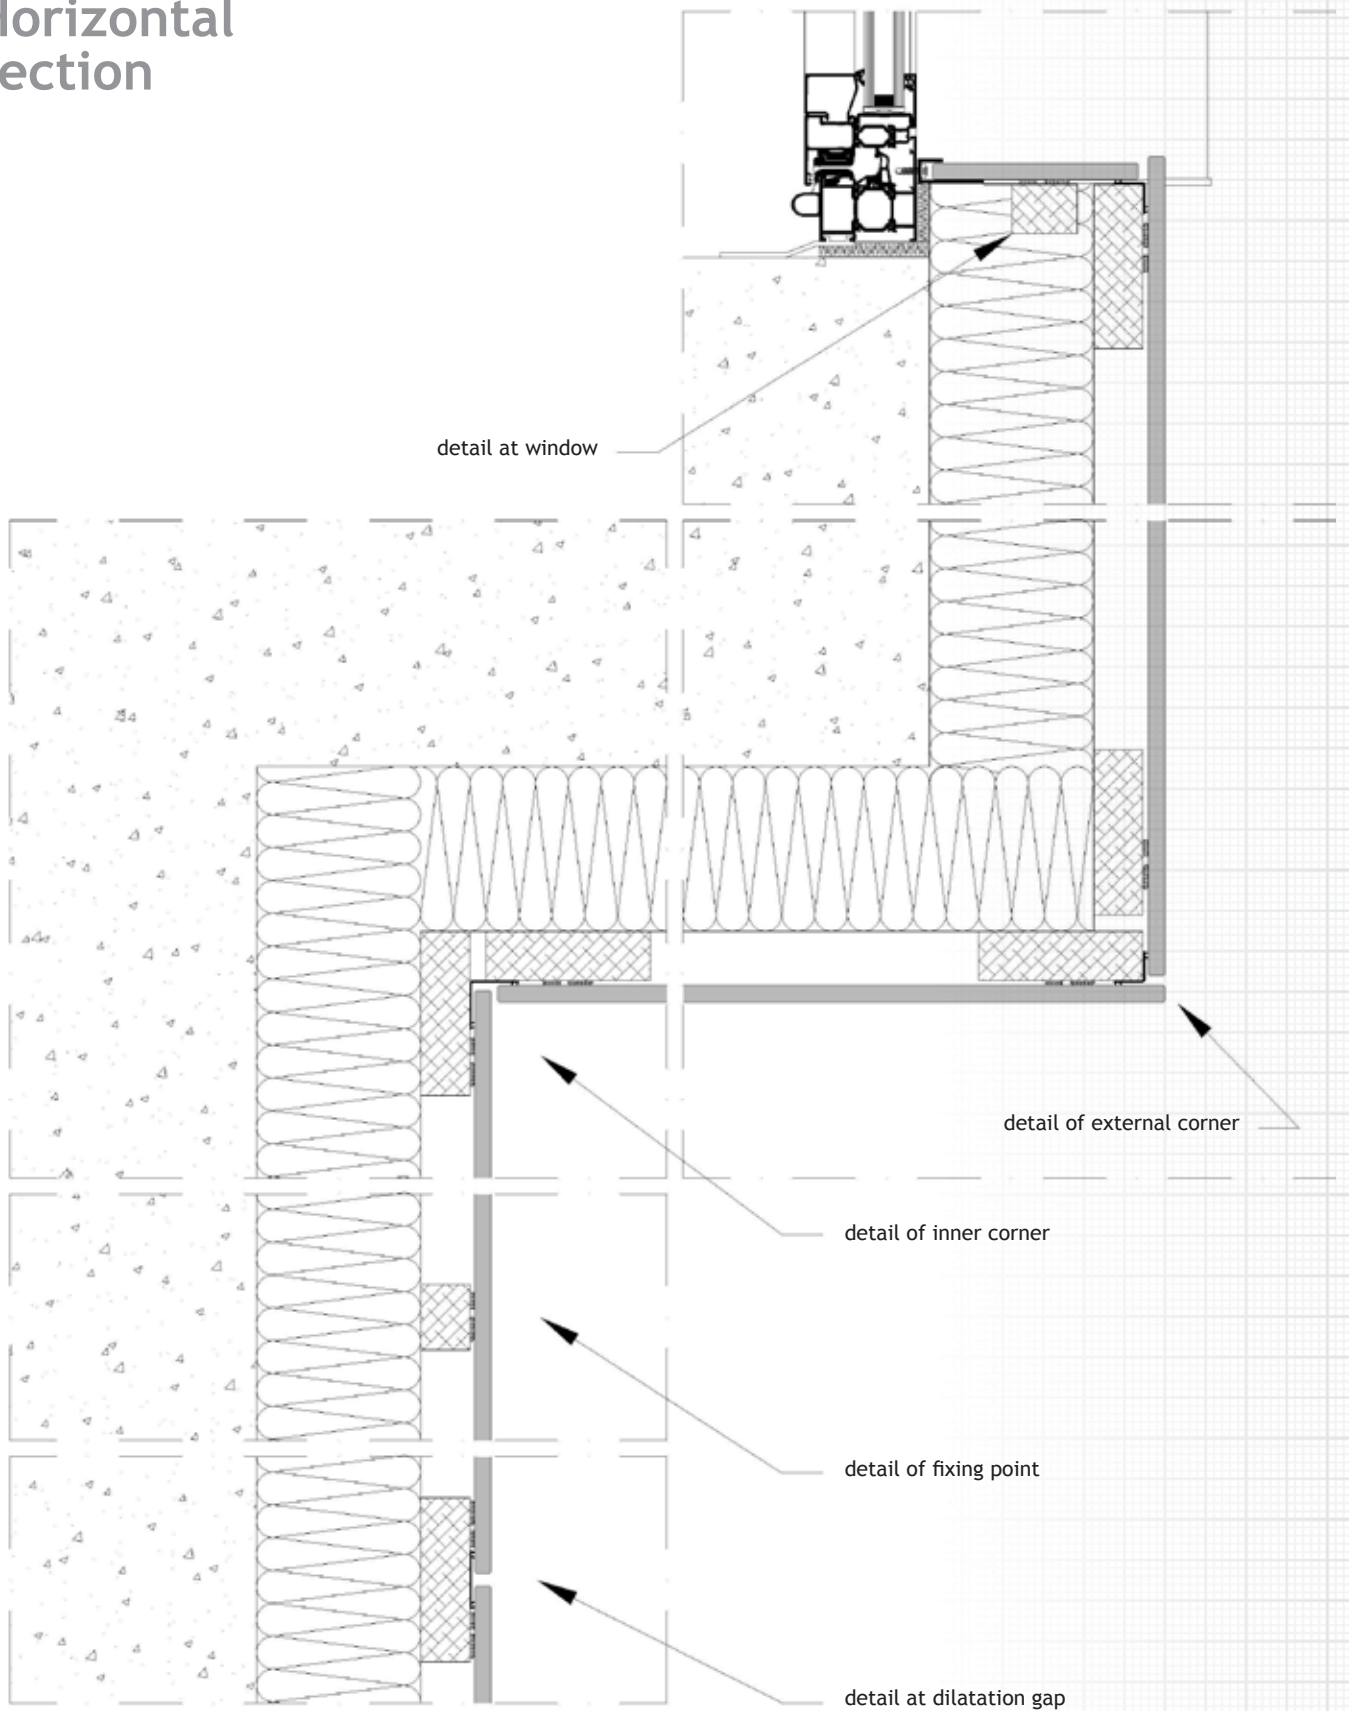 Horizontal
ection
detail at window
detail of external corner
detail of inner corner
detail of fixing point
detail at dilatation gap